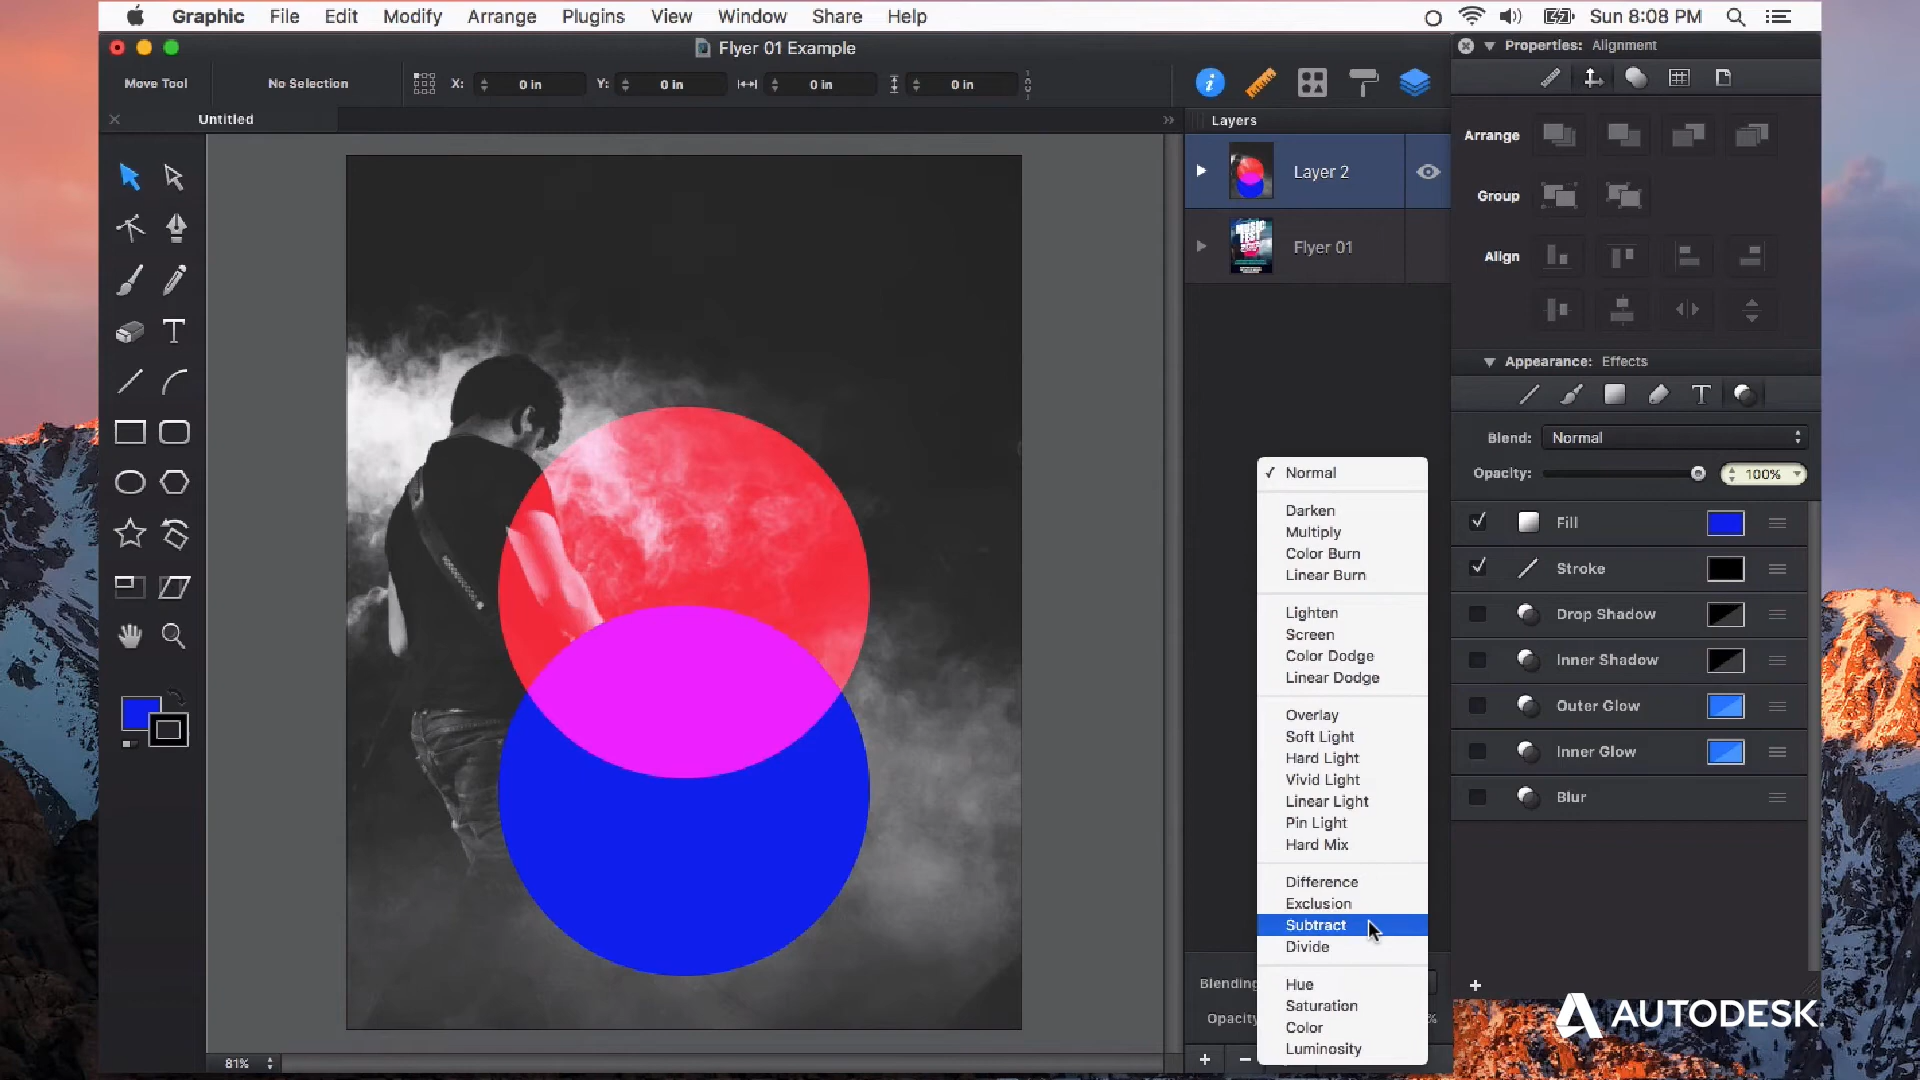 Graphic File Edit Modify Arrange Plugins View Window Share Help Sun 8:08 PM
Flyer 01 Example
Properties: Alignment
Move Tool No Selection X: 0 in Y: 0 in 0 in 0 in
Untitled
Layers
Layer 2
Flyer 01
Arrange
Group
Align
Appearance: Effects
Blend: Normal
Opacity: 100%
Fill
Stroke
Drop Shadow
Inner Shadow
Outer Glow
Inner Glow
Blur
Normal
Darken
Multiply
Color Burn
Linear Burn
Lighten
Screen
Color Dodge
Linear Dodge
Overlay
Soft Light
Hard Light
Vivid Light
Linear Light
Pin Light
Hard Mix
Difference
Exclusion
Subtract
Divide
Hue
Saturation
Color
Luminosity
Blending
Opacity %
81%
AUTODESK